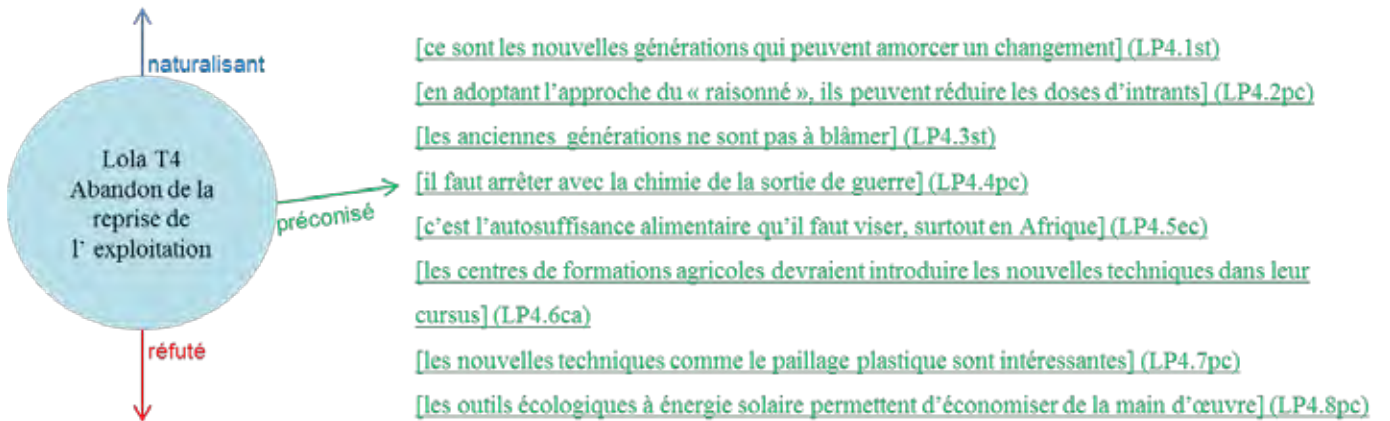 naturalisant
Lola T4
Abandon de la
reprise de
l' exploitation
préconisé
réfuté
[ce sont les nouvelles générations qui peuvent amorcer un changement] (LP4.1st)
[en adoptant l'approche du « raisonné », ils peuvent réduire les doses d'intrants] (LP4.2pc)
[les anciennes générations ne sont pas à blâmer] (LP4.3st)
[il faut arrêter avec la chimie de la sortie de guerre] (LP4.4pc)
[c'est l'autosuffisance alimentaire qu'il faut viser, surtout en Afrique] (LP4.5ec)
[les centres de formations agricoles devraient introduire les nouvelles techniques dans leur
cursus] (LP4.6ca)
[les nouvelles techniques comme le paillage plastique sont intéressantes] (LP4.7pc)
[les outils écologiques à énergie solaire permettent d'économiser de la main d'œuvre] (LP4.8pc)